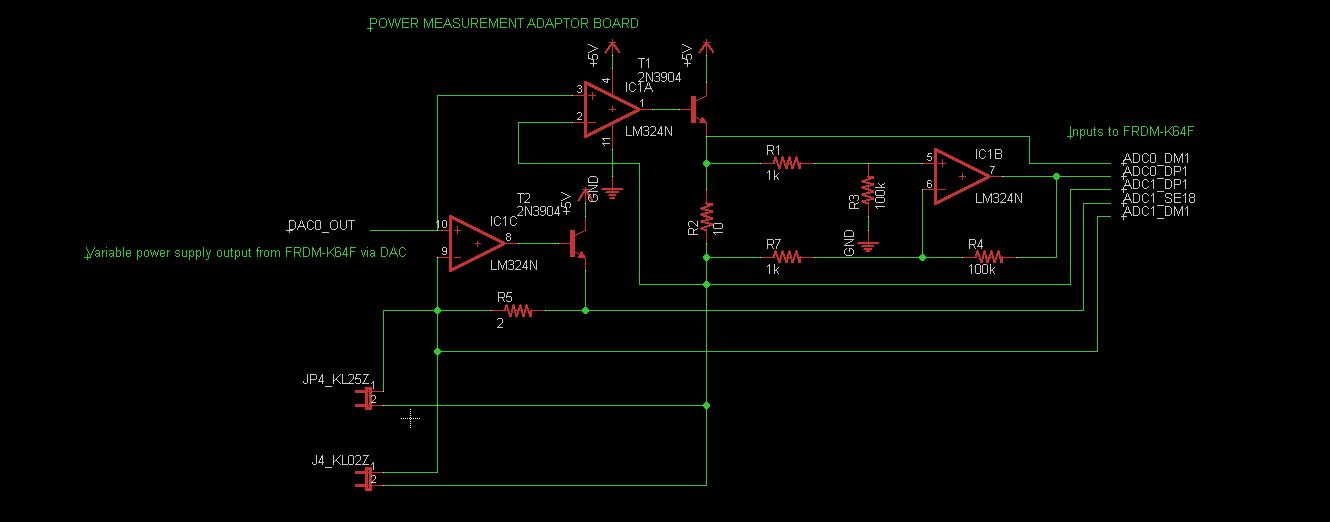 POWER MEASUREMENT ADAPTOR BOARD
+5V
+5V
T1
2N3904
IC1A
4
3
2
1
11
LM324N
GND
Inputs to FRDM-K64F
ADC0_DM1
ADC0_DP1
ADC1_DP1
ADC1_SE18
ADC1_DM1
R1
1k
R3
100k
GND
IC1B
5
6
7
LM324N
T2
2N3904
+5V
DAC0_OUT
IC1C
10
9
8
LM324N
R2
10
R7
1k
R4
100k
Variable power supply output from FRDM-K64F via DAC
R5
2
JP4_KL25Z
1
2
J4_KL02Z
1
2